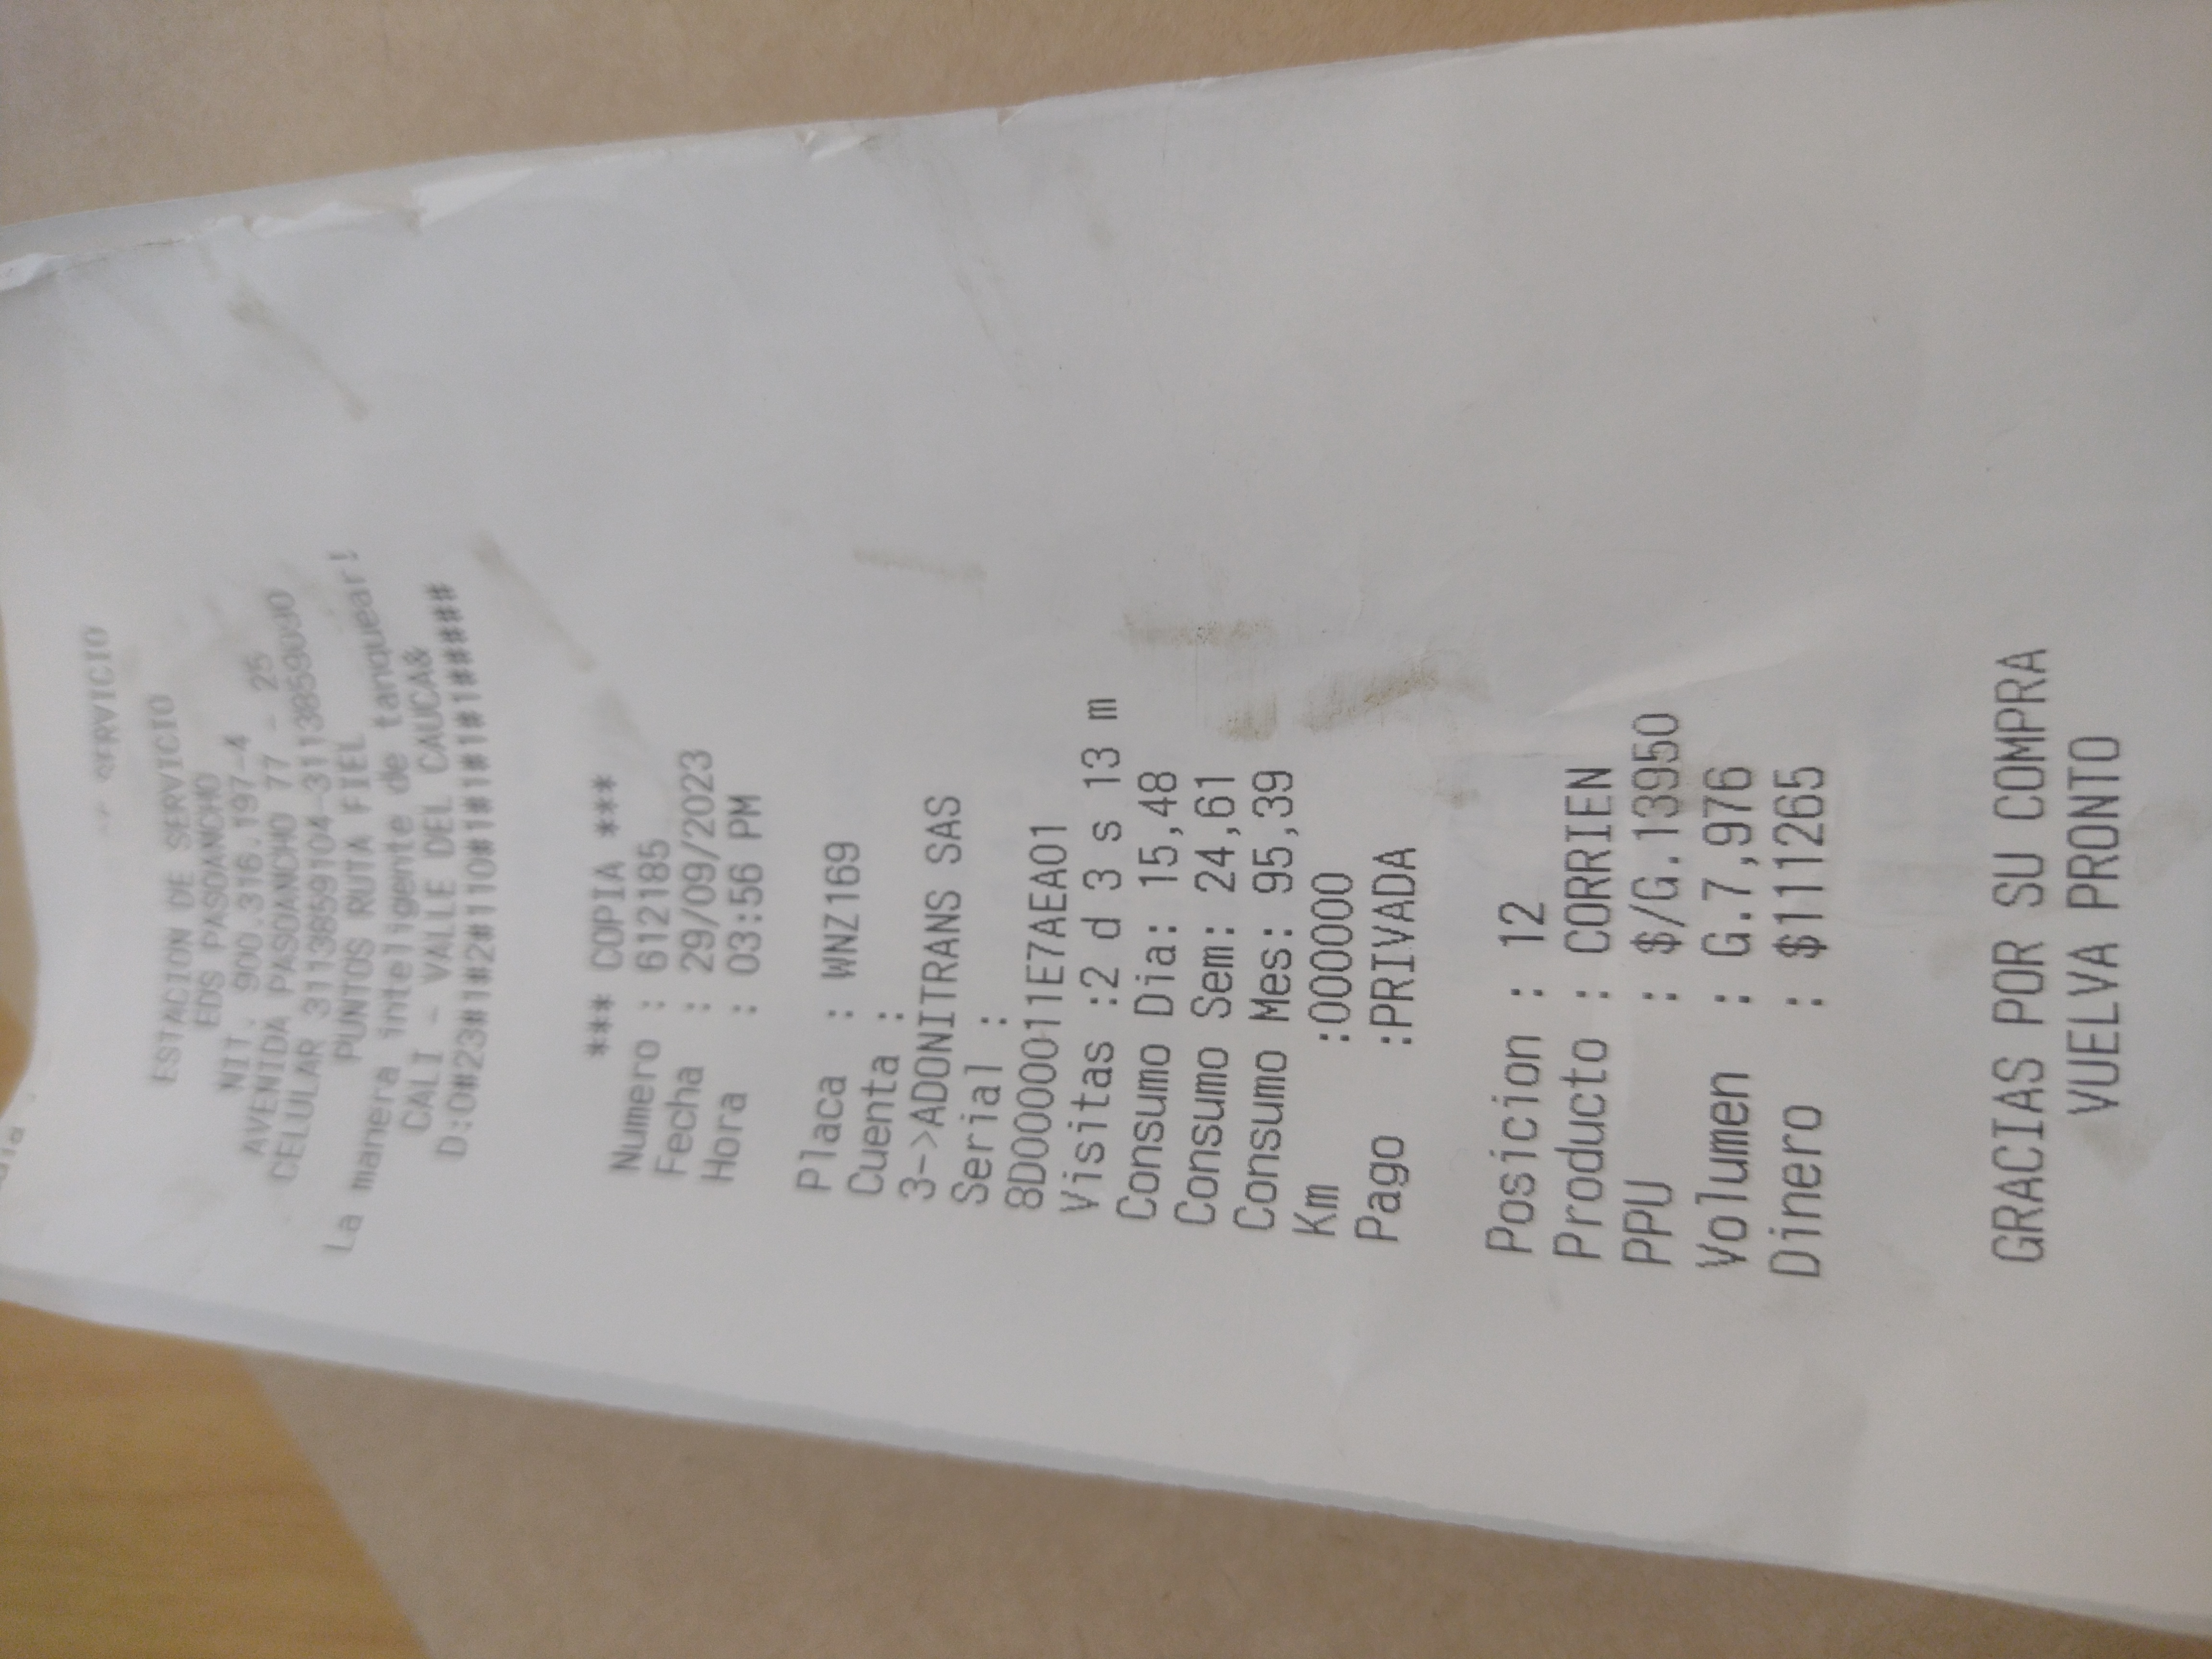 SERVICIO
ESTACION DE SERVICIO
EDS PASOANCHO
NIT. 900.316.197-4
AVENIDA PASOANCHO 77 - 25
CELULAR 3113859104-3113859090
PUNTOS RUTA FIEL
La manera inteligente de tanquear!
CALI - VALLE DEL CAUCA&
D:O#23#1#2#110#1#1#1#1#1######
*** COPIA ***
Numero : 612185
Fecha : 29/09/2023
Hora : 03:56 PM
Placa : WNZ169
Cuenta :
3->ADONITRANS SAS
Serial :
8D0000011E7AEA01
Visitas :2 d 3 s 13 m
Consumo Dia: 15,48
Consumo Sem: 24,61
Consumo Mes: 95,39
Km :000000
Pago :PRIVADA
Posicion : 12
Producto : CORRIEN
PPU : $/G.13950
Volumen : G.7,976
Dinero : $111265
GRACIAS POR SU COMPRA
VUELVA PRONTO